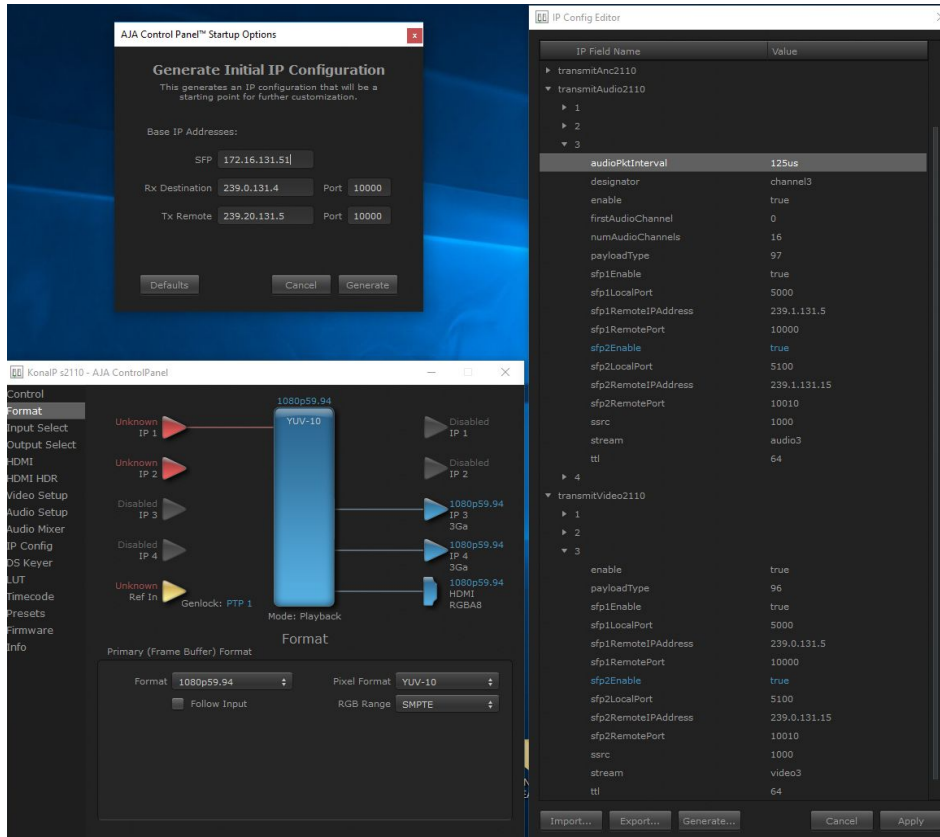 AJA Control Panel™ Startup Options
x
Generate Initial IP Configuration
This generates an IP configuration that will be a
starting point for further customization.
Base IP Addresses:
SFP 172.16.131.51
Rx Destination 239.0.131.4 Port 10000
Tx Remote 239.20.131.5 Port 10000
Defaults Cancel Generate
KonaIP s2110 - AJA ControlPanel
Control
Format
Input Select
Output Select
HDMI
HDMI HDR
Video Setup
Audio Setup
Audio Mixer
IP Config
DS Keyer
LUT
Timecode
Presets
Firmware
Info
1080p59.94
YUV-10
Unknown
IP 1
Unknown
IP 2
Disabled
IP 3
Disabled
IP 4
Unknown
Ref In
Genlock: PTP 1
Mode: Playback
Disabled
IP 1
Disabled
IP 2
1080p59.94
IP 3
3Ga
1080p59.94
IP 4
3Ga
1080p59.94
HDMI
RGBA8
Format
Primary (Frame Buffer) Format
Format 1080p59.94 Pixel Format YUV-10
Follow Input RGB Range SMPTE
IP Config Editor
IP Field Name Value
transmitAnc2110
transmitAudio2110
1
2
3
audioPktInterval 125us
designator channel3
enable true
firstAudioChannel 0
numAudioChannels 16
payloadType 97
sfp1Enable true
sfp1LocalPort 5000
sfp1RemoteIPAddress 239.1.131.5
sfp1RemotePort 10000
sfp2Enable true
sfp2LocalPort 5100
sfp2RemoteIPAddress 239.1.131.15
sfp2RemotePort 10010
ssrc 1000
stream audio3
ttl 64
4
transmitVideo2110
1
2
3
enable true
payloadType 96
sfp1Enable true
sfp1LocalPort 5000
sfp1RemoteIPAddress 239.0.131.5
sfp1RemotePort 10000
sfp2Enable true
sfp2LocalPort 5100
sfp2RemoteIPAddress 239.0.131.15
sfp2RemotePort 10010
ssrc 1000
stream video3
ttl 64
Import... Export... Generate... Cancel Apply